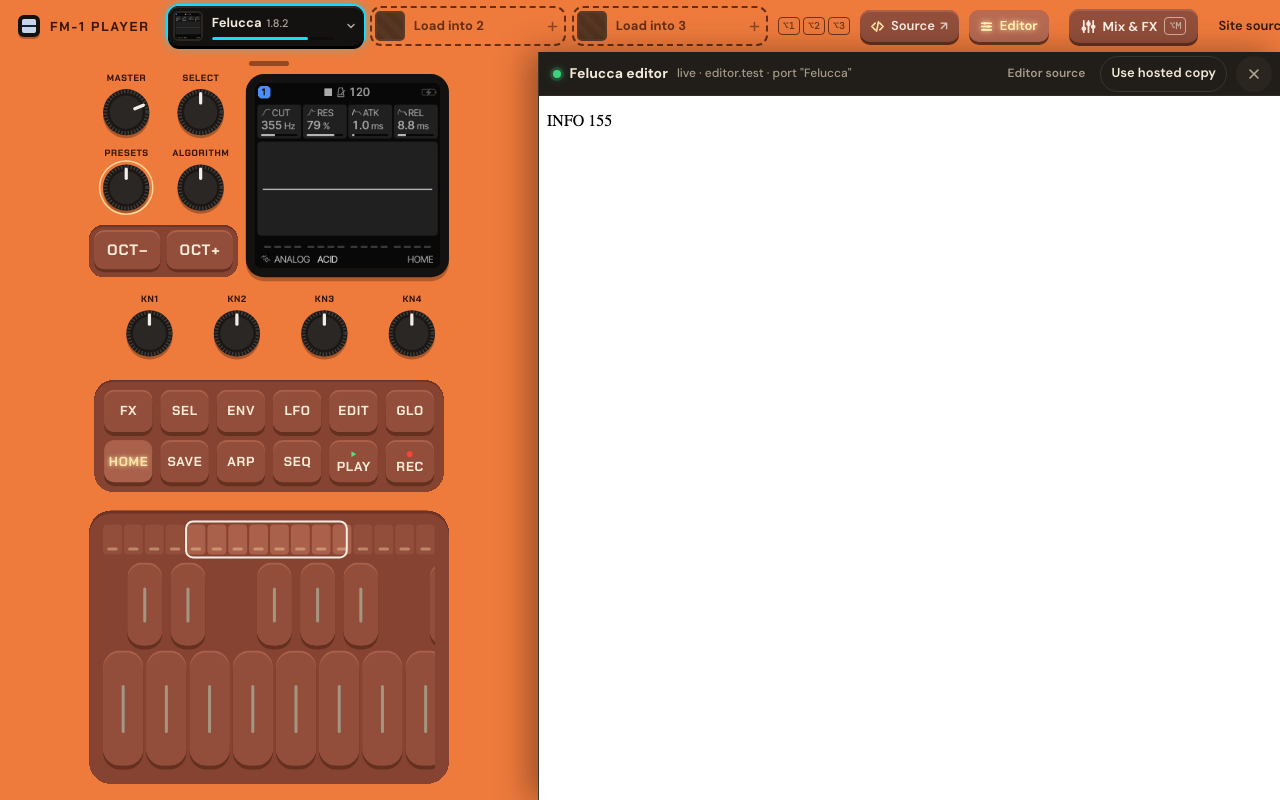 FM-1 PLAYER
Felucca 1.8.2
Load into 2
Load into 3
⌥1 ⌥2 ⌥3
Source
Editor
Mix & FX ⌥M
Felucca editor live · editor.test · port "Felucca"
Editor source
Use hosted copy
INFO 155
MASTER SELECT
PRESETS ALGORITHM
OCT− OCT+
1 120
CUT RES ATK REL
355 Hz 79 % 1.0 ms 8.8 ms
ANALOG ACID HOME
KN1 KN2 KN3 KN4
FX SEL ENV LFO EDIT GLO
HOME SAVE ARP SEQ PLAY REC